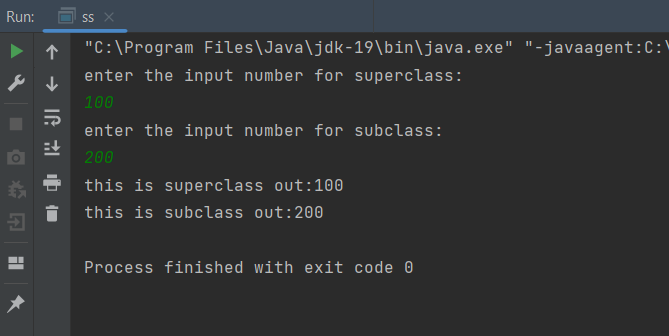 Run: ss
"C:\Program Files\Java\jdk-19\bin\java.exe" "-javaagent:C:\
enter the input number for superclass:
100
enter the input number for subclass:
200
this is superclass out:100
this is subclass out:200
Process finished with exit code 0